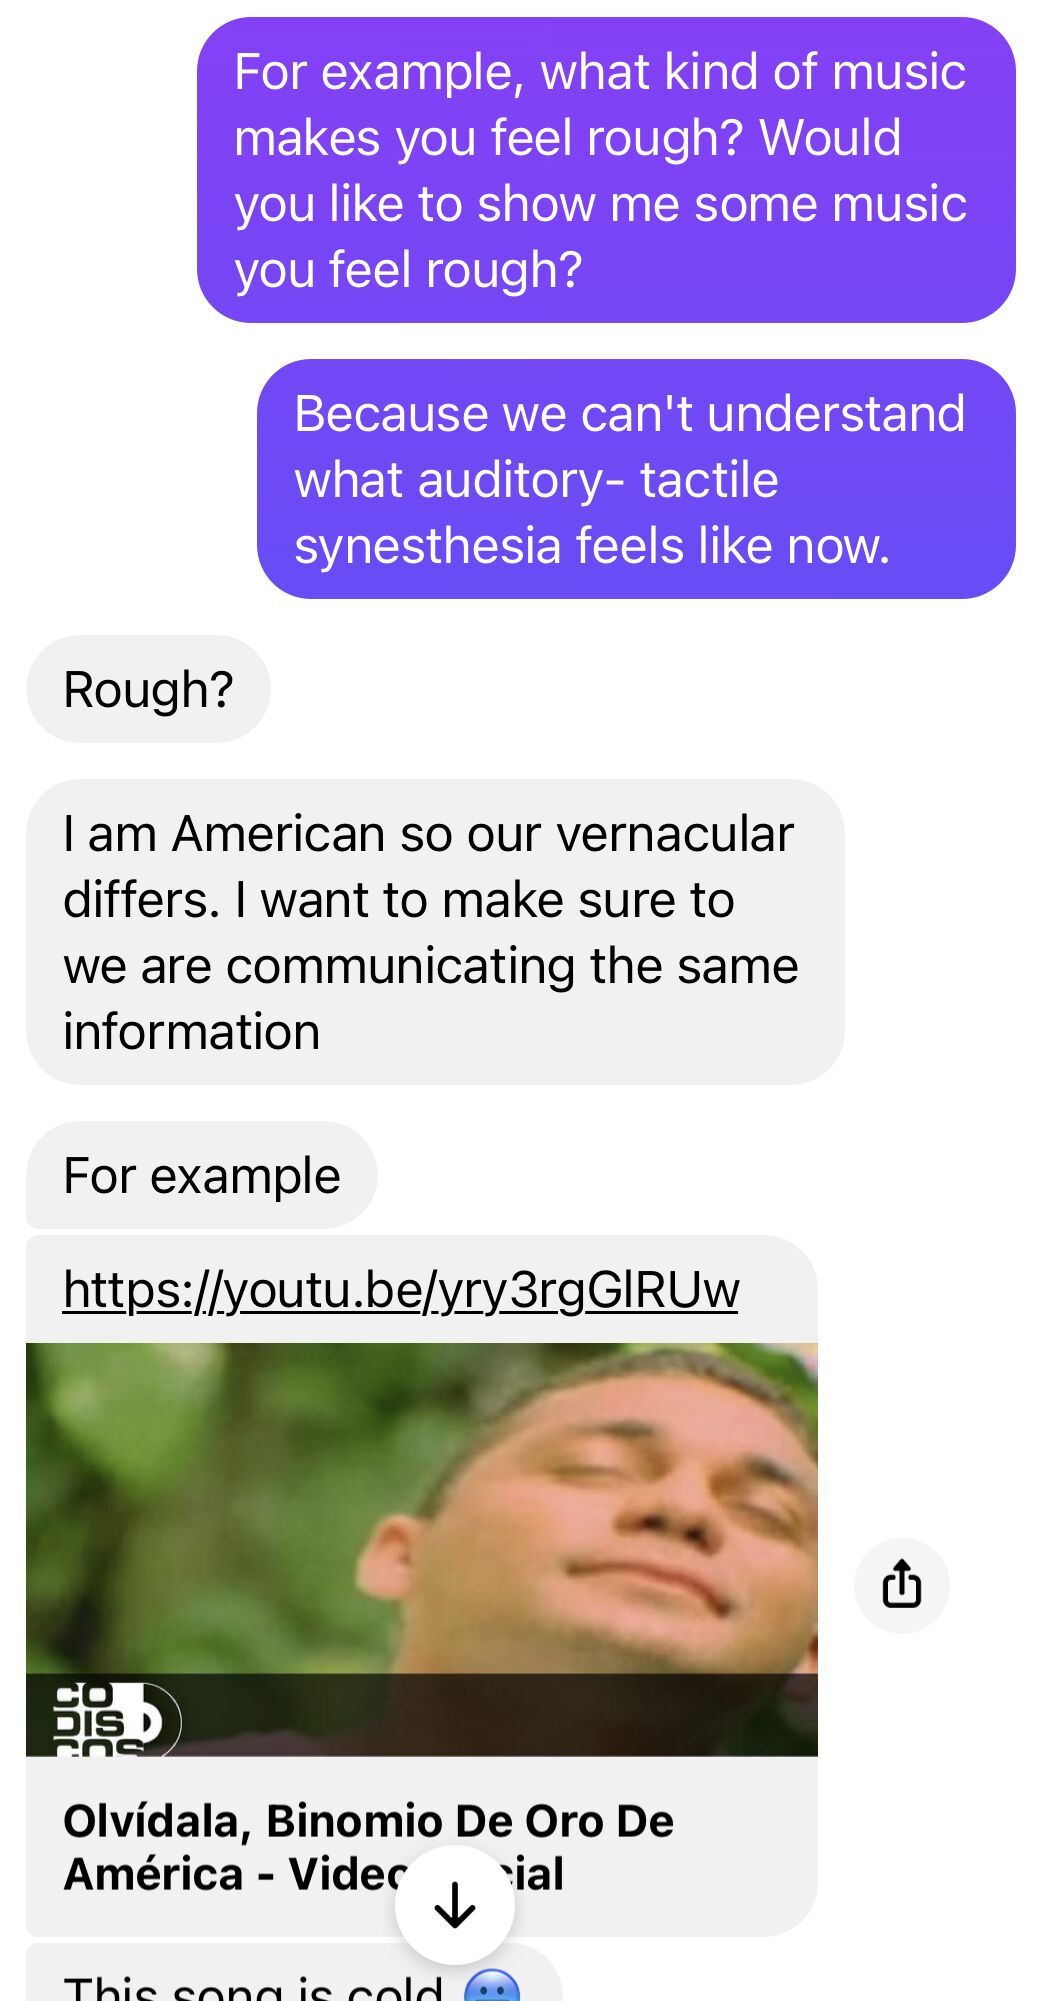 For example, what kind of music
makes you feel rough? Would
you like to show me some music
you feel rough?
Because we can't understand
what auditory- tactile
synesthesia feels like now.
Rough?
I am American so our vernacular
differs. I want to make sure to
we are communicating the same
information
For example
https://youtu.be/yry3rgGlRUw
CO
DIS
COS
Olvídala, Binomio De Oro De
América - Video
This song is cold